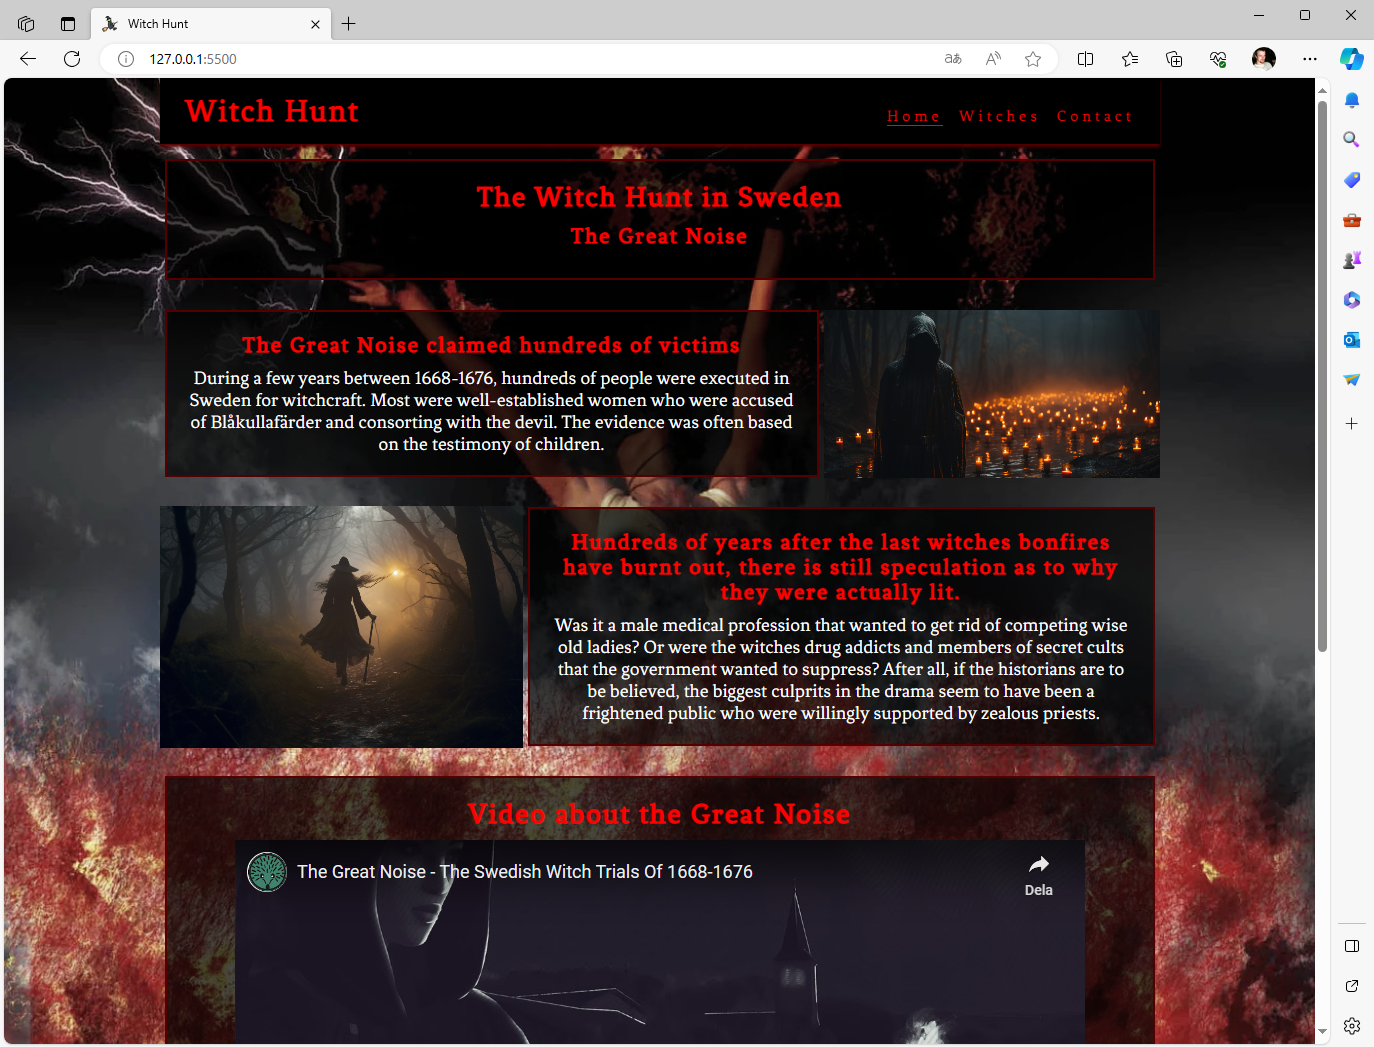 Witch Hunt
127.0.0.1:5500
Witch Hunt
Home Witches Contact
The Witch Hunt in Sweden
The Great Noise
The Great Noise claimed hundreds of victims
During a few years between 1668-1676, hundreds of people were executed in
Sweden for witchcraft. Most were well-established women who were accused
of Blåkullafärder and consorting with the devil. The evidence was often based
on the testimony of children.
Hundreds of years after the last witches bonfires
have burnt out, there is still speculation as to why
they were actually lit.
Was it a male medical profession that wanted to get rid of competing wise
old ladies? Or were the witches drug addicts and members of secret cults
that the government wanted to suppress? After all, if the historians are to
be believed, the biggest culprits in the drama seem to have been a
frightened public who were willingly supported by zealous priests.
Video about the Great Noise
The Great Noise - The Swedish Witch Trials Of 1668-1676
Dela